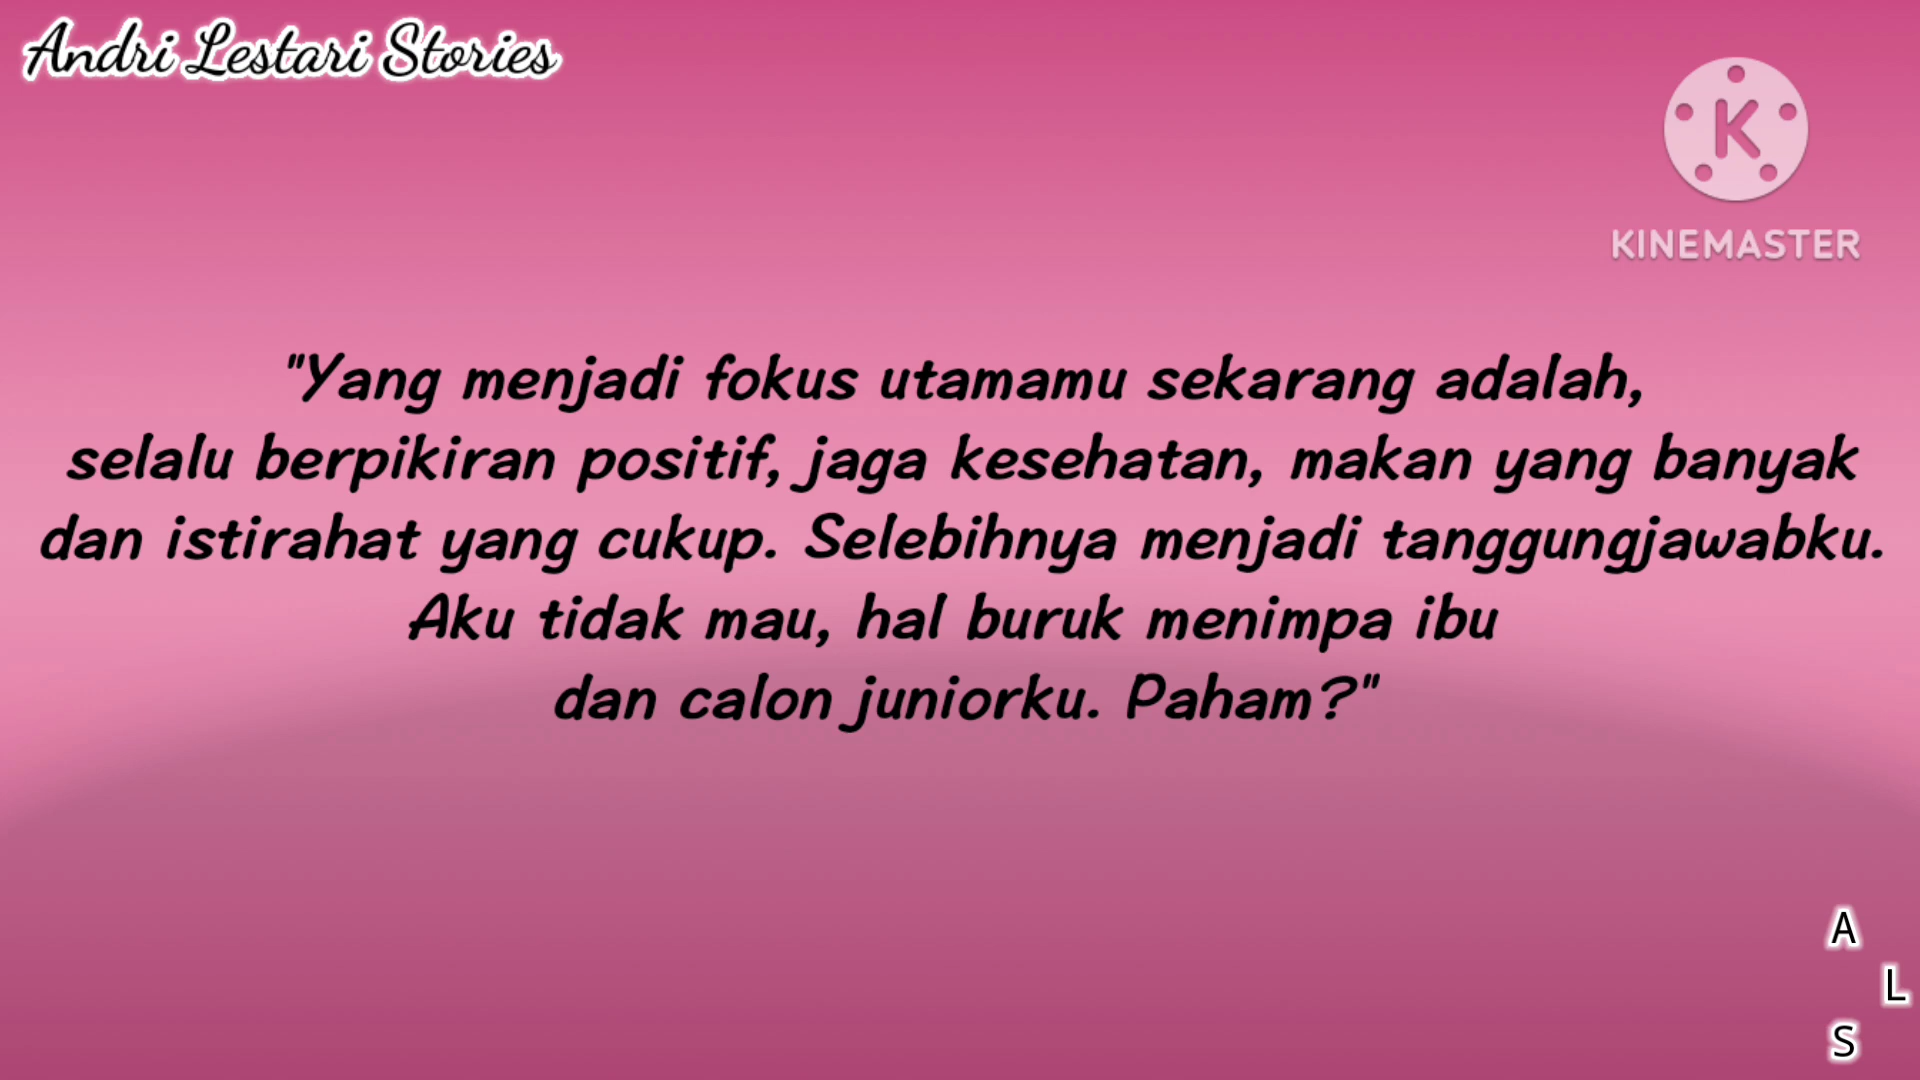 Andri Lestari Stories
K
KINEMASTER
"Yang menjadi fokus utamamu sekarang adalah,
selalu berpikiran positif, jaga kesehatan, makan yang banyak
dan istirahat yang cukup. Selebihnya menjadi tanggungjawabku.
Aku tidak mau, hal buruk menimpa ibu
dan calon juniorku. Paham?"
A
L
S